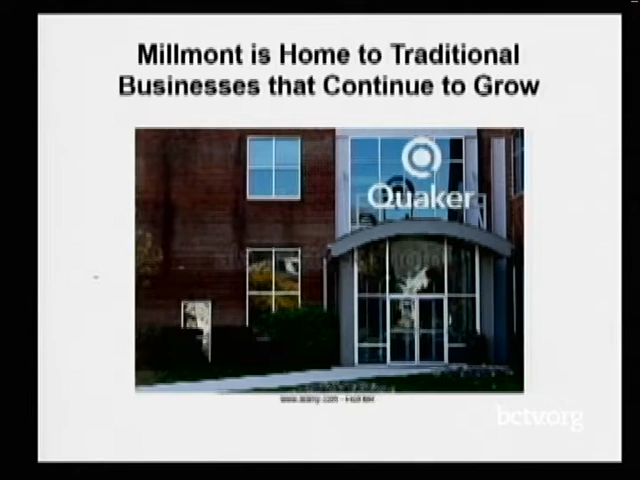 Millmont is Home to Traditional
Businesses that Continue to Grow
Quaker
bctv.org